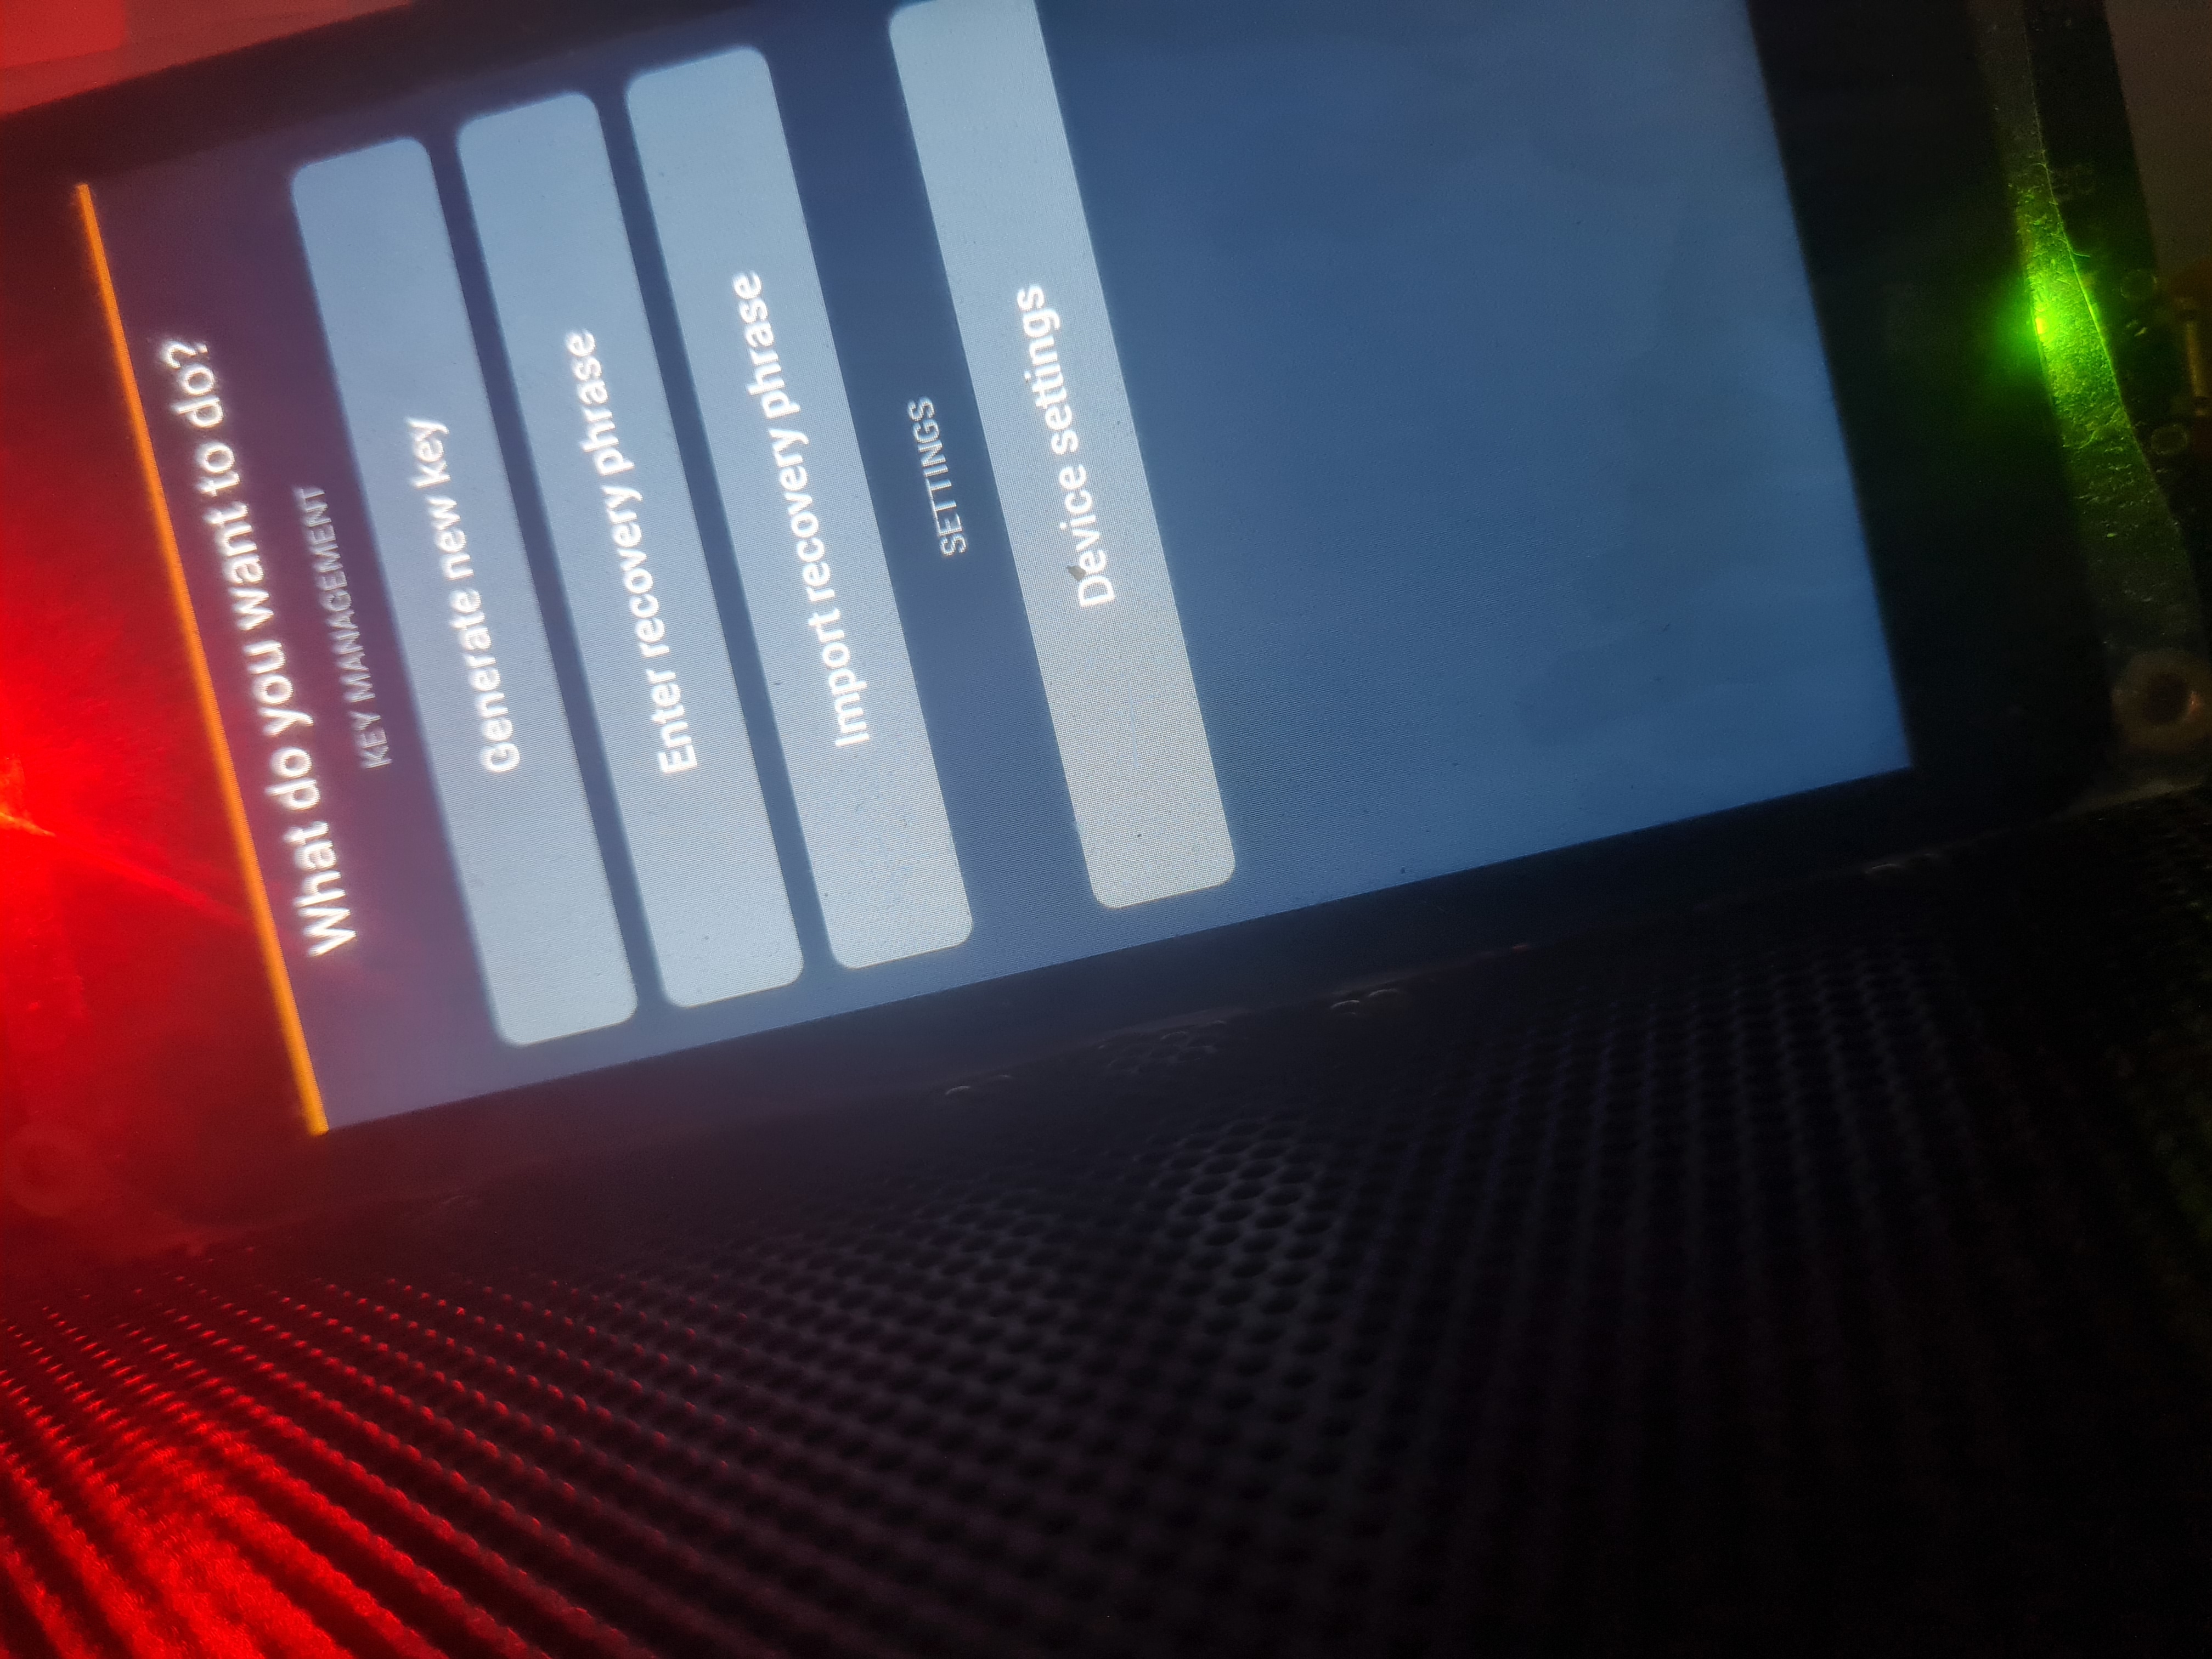 What do you want to do?
KEY MANAGEMENT
Generate new key
Enter recovery phrase
Import recovery phrase
SETTINGS
Device settings